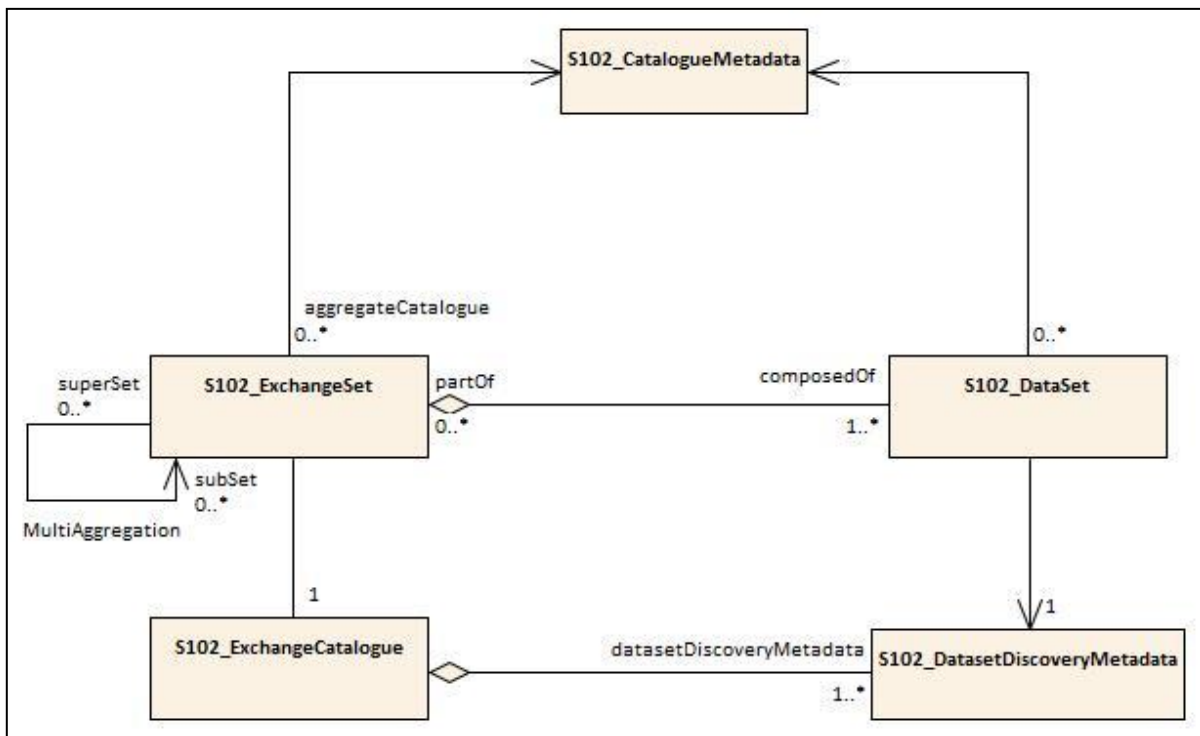 S102_CatalogueMetadata
aggregateCatalogue
0..*
0..*
superSet
0..*
S102_ExchangeSet
partOf
0..*
composedOf
1..*
S102_DataSet
subSet
0..*
MultiAggregation
1
1
S102_ExchangeCatalogue
datasetDiscoveryMetadata
1..*
S102_DatasetDiscoveryMetadata